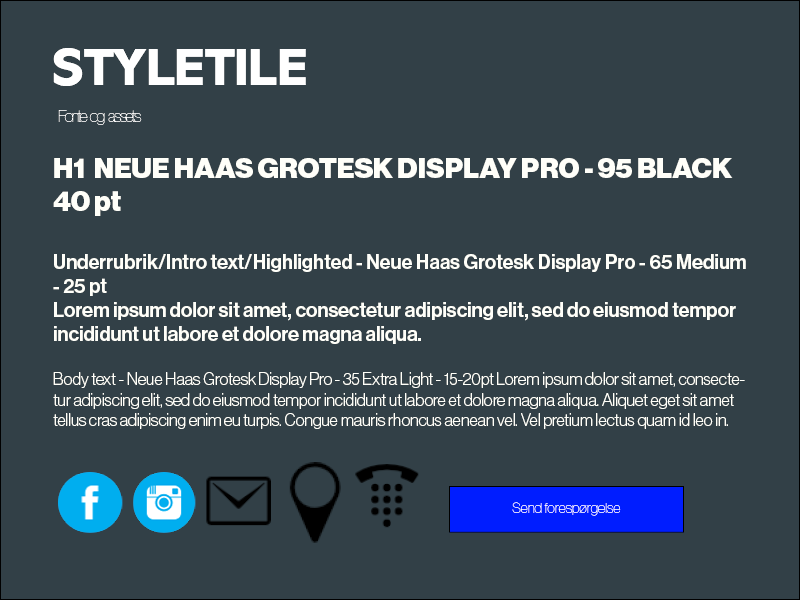 STYLETILE
Fonte og assets
H1 NEUE HAAS GROTESK DISPLAY PRO - 95 BLACK
40 pt
Underrubrik/Intro text/Highlighted - Neue Haas Grotesk Display Pro - 65 Medium
- 25 pt
Lorem ipsum dolor sit amet, consectetur adipiscing elit, sed do eiusmod tempor
incididunt ut labore et dolore magna aliqua.
Body text - Neue Haas Grotesk Display Pro - 35 Extra Light - 15-20pt Lorem ipsum dolor sit amet, consecte-
tur adipiscing elit, sed do eiusmod tempor incididunt ut labore et dolore magna aliqua. Aliquet eget sit amet
tellus cras adipiscing enim eu turpis. Congue mauris rhoncus aenean vel. Vel pretium lectus quam id leo in.
Send forespørgelse